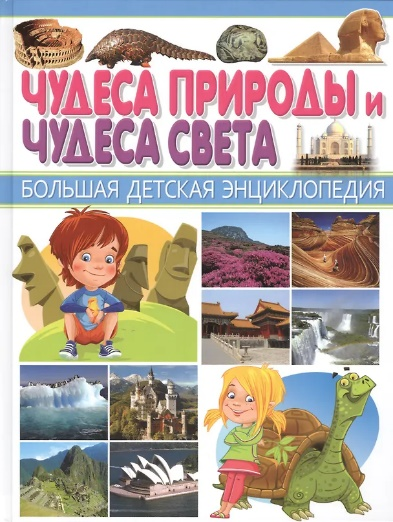 ЧУДЕСА ПРИРОДЫ и
ЧУДЕСА СВЕТА
БОЛЬШАЯ ДЕТСКАЯ ЭНЦИКЛОПЕДИЯ